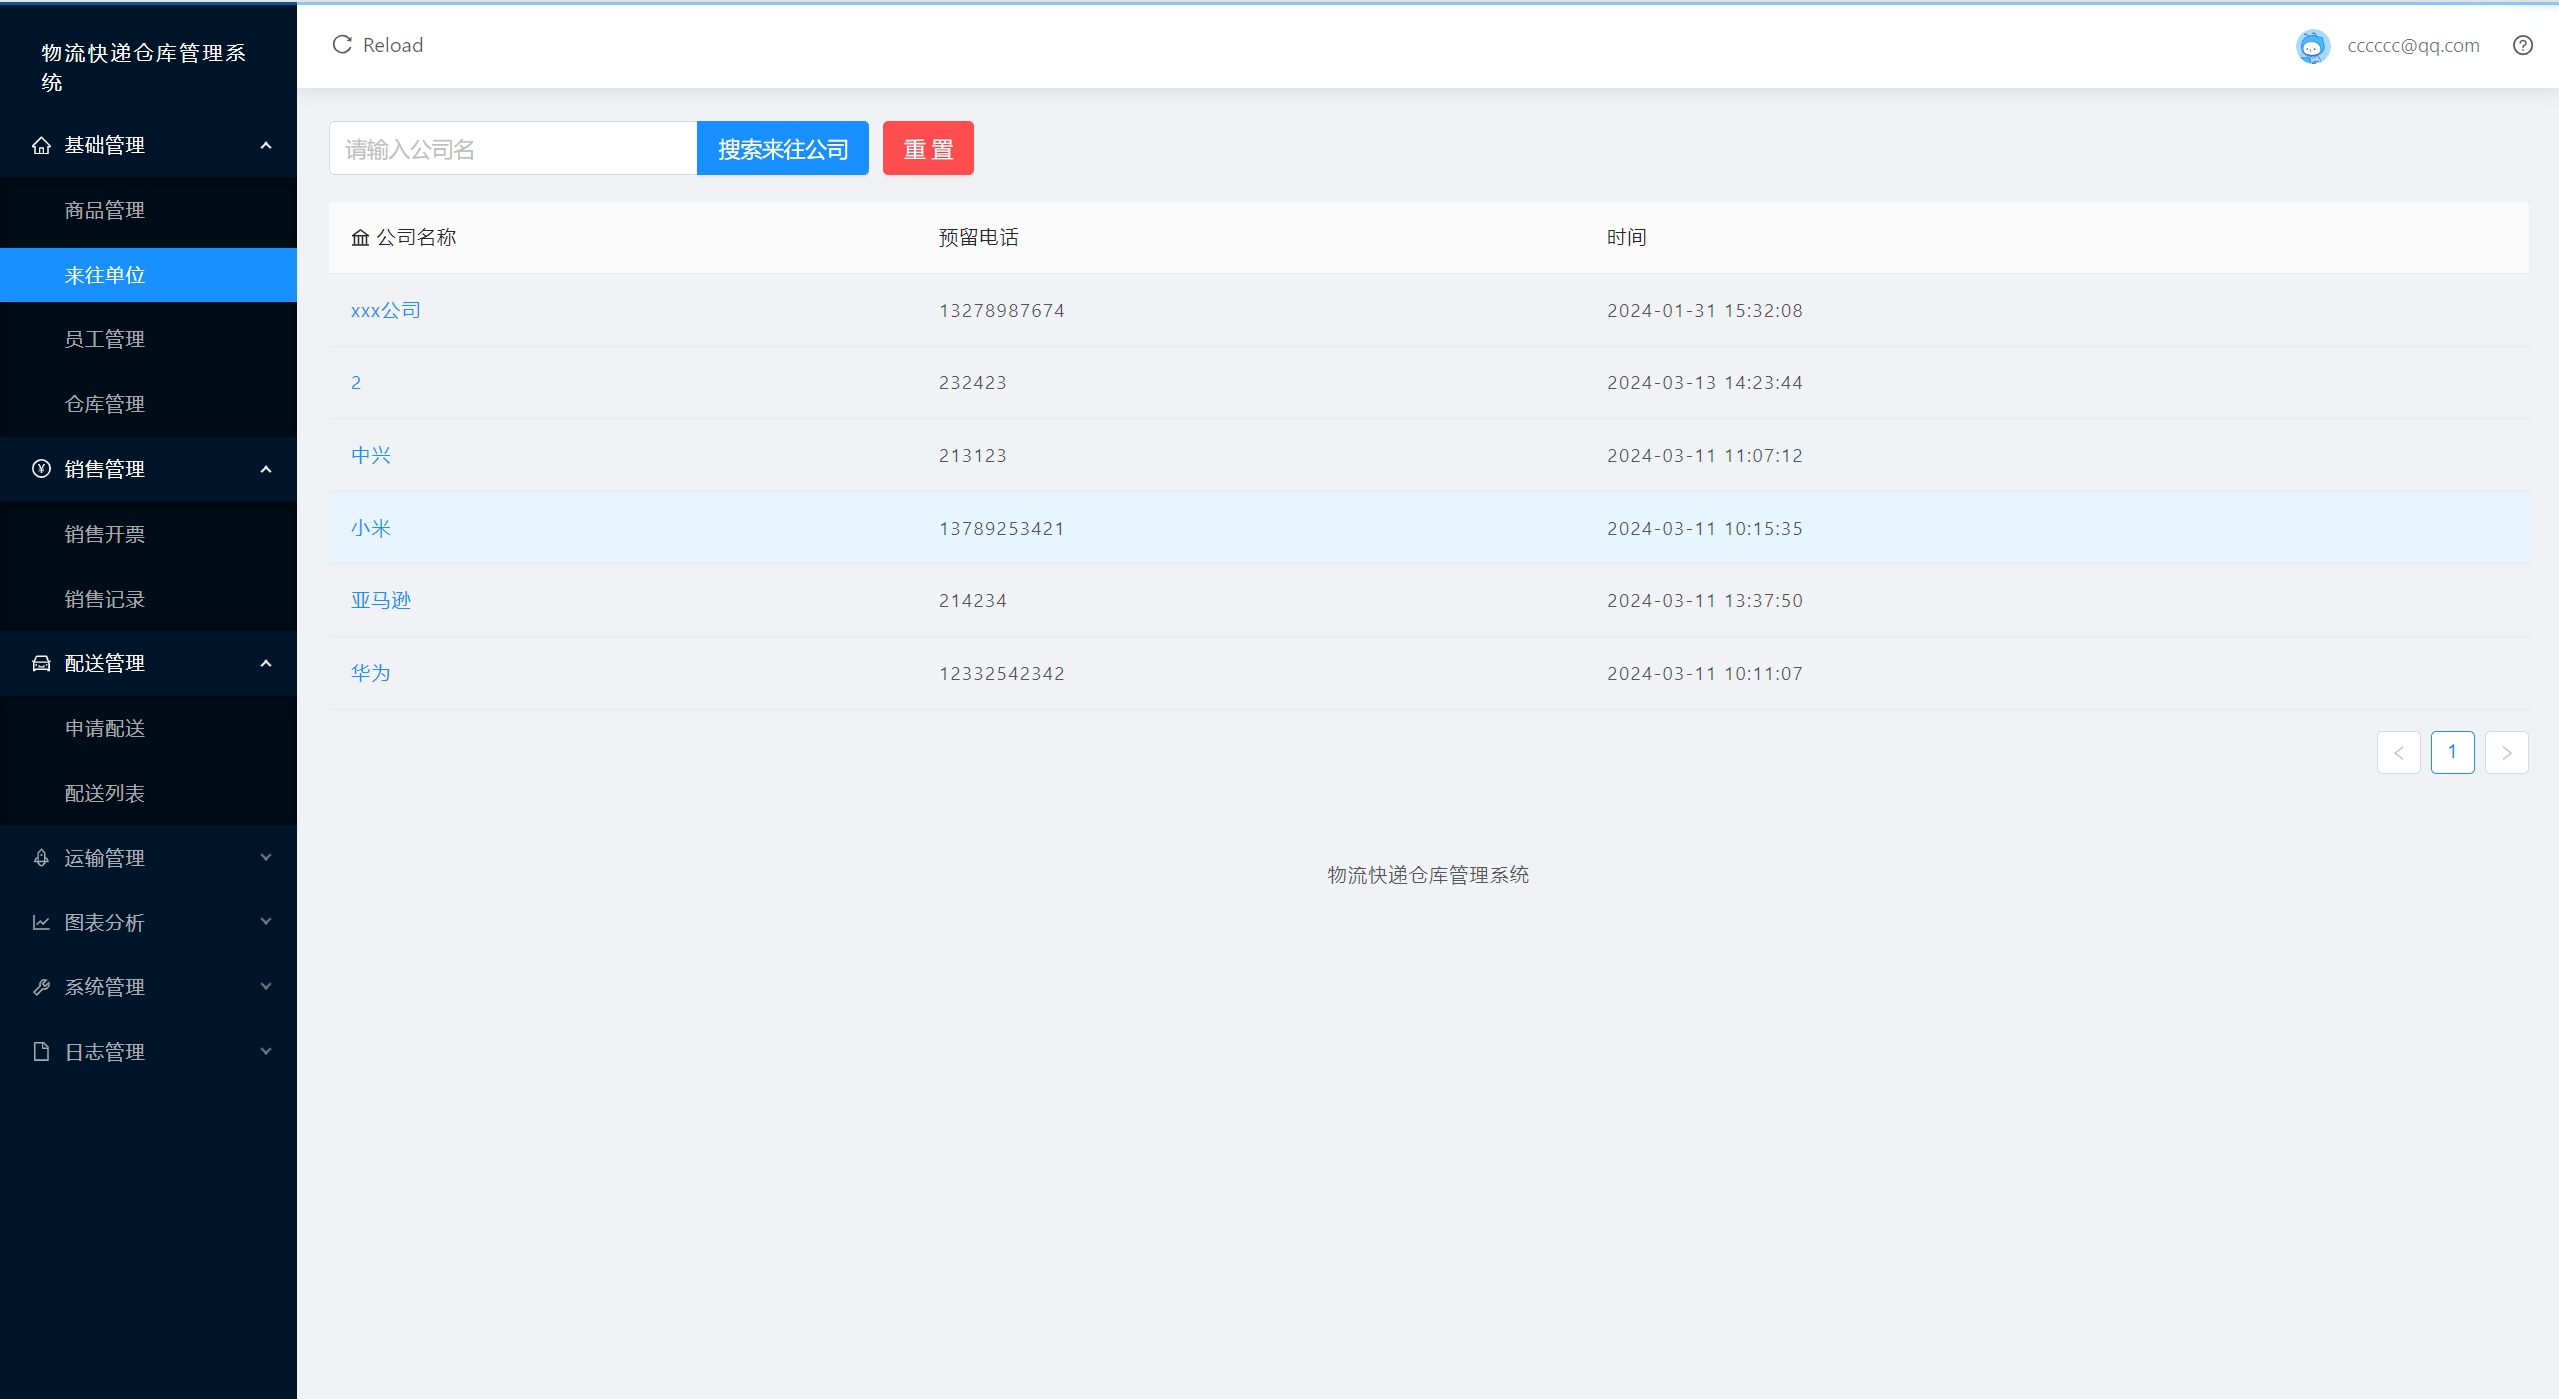 物流快递仓库管理系
统
基础管理
商品管理
来往单位
员工管理
仓库管理
销售管理
销售开票
销售记录
配送管理
申请配送
配送列表
运输管理
图表分析
系统管理
日志管理
Reload
cccccc@qq.com
请输入公司名
搜索来往公司
重 置
公司名称 预留电话 时间
xxx公司 13278987674 2024-01-31 15:32:08
2 232423 2024-03-13 14:23:44
中兴 213123 2024-03-11 11:07:12
小米 13789253421 2024-03-11 10:15:35
亚马逊 214234 2024-03-11 13:37:50
华为 12332542342 2024-03-11 10:11:07
1
物流快递仓库管理系统